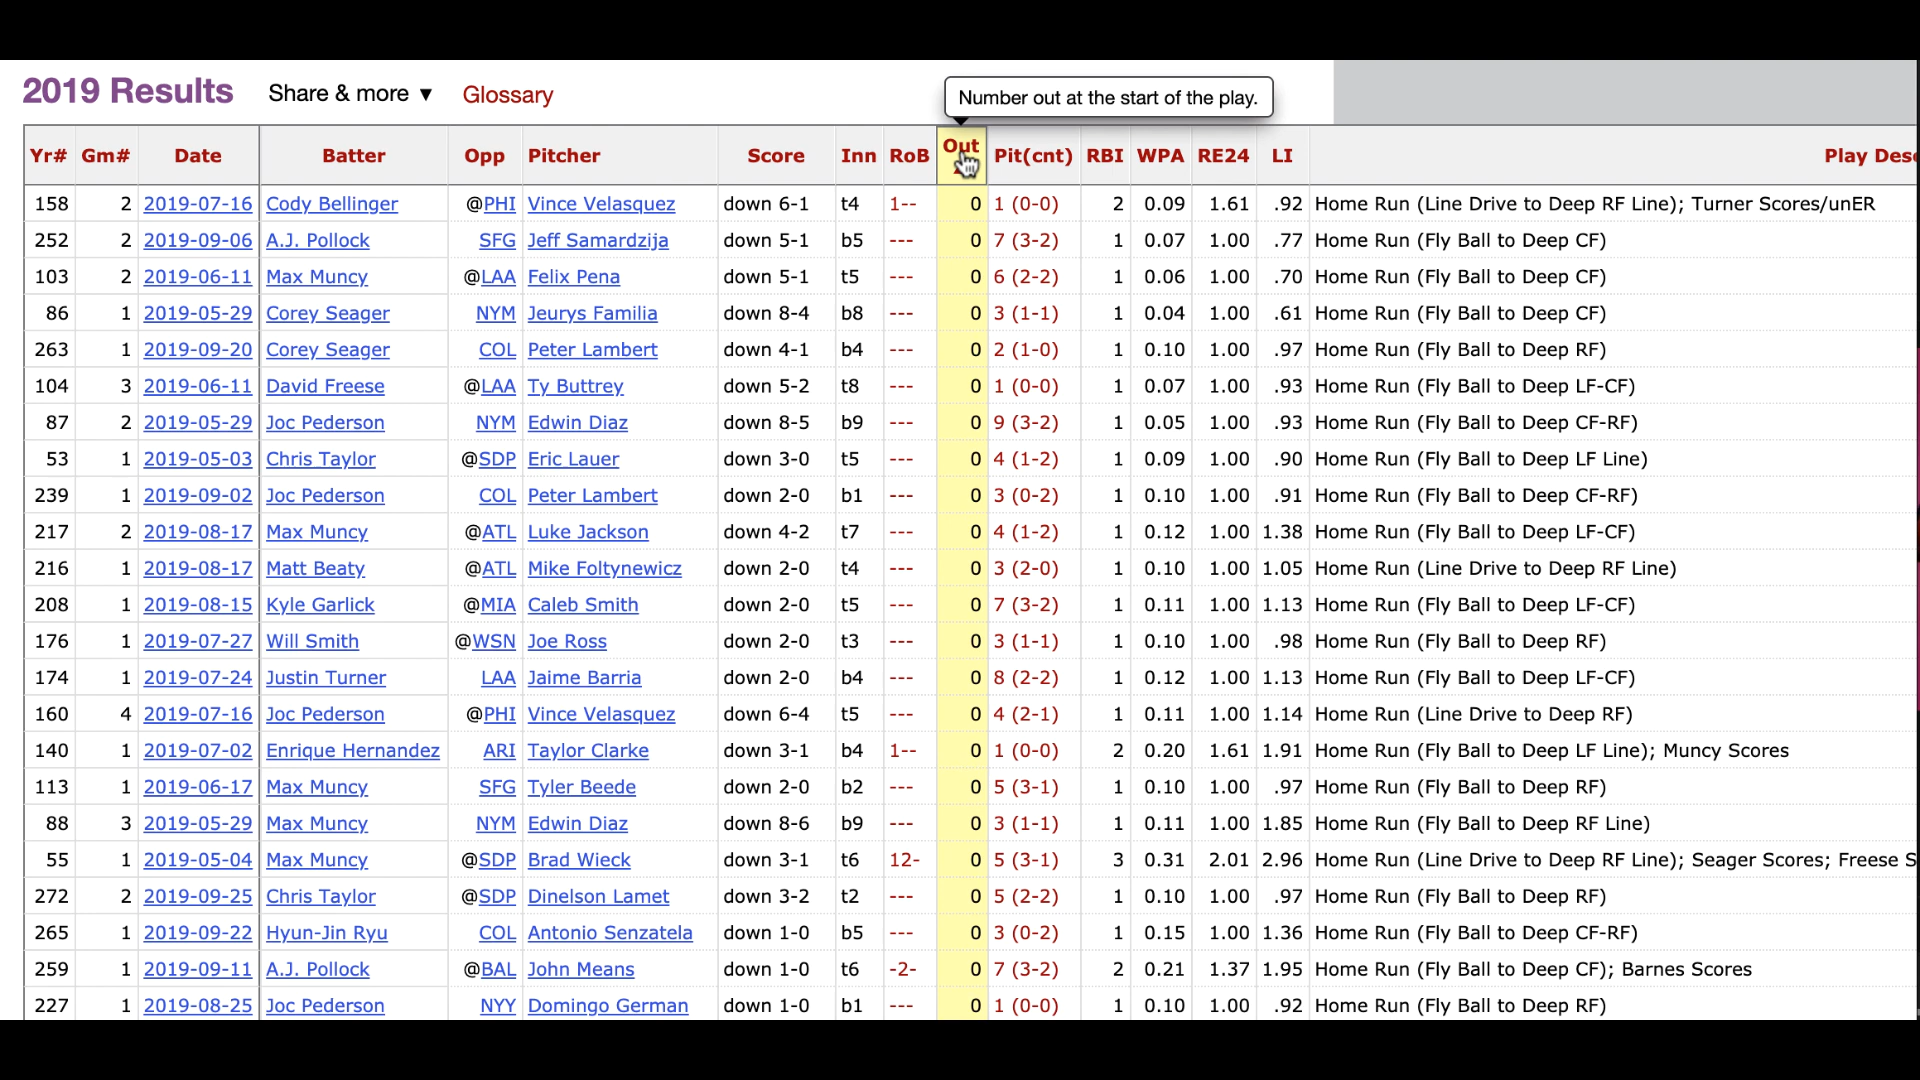 2019 Results Share & more ▼ Glossary
Number out at the start of the play.
Yr# Gm# Date Batter Opp Pitcher Score Inn RoB Out Pit(cnt) RBI WPA RE24 LI Play Desc
158 2 2019-07-16 Cody Bellinger @PHI Vince Velasquez down 6-1 t4 1-- 0 1 (0-0) 2 0.09 1.61 .92 Home Run (Line Drive to Deep RF Line); Turner Scores/unER
252 2 2019-09-06 A.J. Pollock SFG Jeff Samardzija down 5-1 b5 --- 0 7 (3-2) 1 0.07 1.00 .77 Home Run (Fly Ball to Deep CF)
103 2 2019-06-11 Max Muncy @LAA Felix Pena down 5-1 t5 --- 0 6 (2-2) 1 0.06 1.00 .70 Home Run (Fly Ball to Deep CF)
86 1 2019-05-29 Corey Seager NYM Jeurys Familia down 8-4 b8 --- 0 3 (1-1) 1 0.04 1.00 .61 Home Run (Fly Ball to Deep CF)
263 1 2019-09-20 Corey Seager COL Peter Lambert down 4-1 b4 --- 0 2 (1-0) 1 0.10 1.00 .97 Home Run (Fly Ball to Deep RF)
104 3 2019-06-11 David Freese @LAA Ty Buttrey down 5-2 t8 --- 0 1 (0-0) 1 0.07 1.00 .93 Home Run (Fly Ball to Deep LF-CF)
87 2 2019-05-29 Joc Pederson NYM Edwin Diaz down 8-5 b9 --- 0 9 (3-2) 1 0.05 1.00 .93 Home Run (Fly Ball to Deep CF-RF)
53 1 2019-05-03 Chris Taylor @SDP Eric Lauer down 3-0 t5 --- 0 4 (1-2) 1 0.09 1.00 .90 Home Run (Fly Ball to Deep LF Line)
239 1 2019-09-02 Joc Pederson COL Peter Lambert down 2-0 b1 --- 0 3 (0-2) 1 0.10 1.00 .91 Home Run (Fly Ball to Deep CF-RF)
217 2 2019-08-17 Max Muncy @ATL Luke Jackson down 4-2 t7 --- 0 4 (1-2) 1 0.12 1.00 1.38 Home Run (Fly Ball to Deep LF-CF)
216 1 2019-08-17 Matt Beaty @ATL Mike Foltynewicz down 2-0 t4 --- 0 3 (2-0) 1 0.10 1.00 1.05 Home Run (Line Drive to Deep RF Line)
208 1 2019-08-15 Kyle Garlick @MIA Caleb Smith down 2-0 t5 --- 0 7 (3-2) 1 0.11 1.00 1.13 Home Run (Fly Ball to Deep LF-CF)
176 1 2019-07-27 Will Smith @WSN Joe Ross down 2-0 t3 --- 0 3 (1-1) 1 0.10 1.00 .98 Home Run (Fly Ball to Deep RF)
174 1 2019-07-24 Justin Turner LAA Jaime Barria down 2-0 b4 --- 0 8 (2-2) 1 0.12 1.00 1.13 Home Run (Fly Ball to Deep LF-CF)
160 4 2019-07-16 Joc Pederson @PHI Vince Velasquez down 6-4 t5 --- 0 4 (2-1) 1 0.11 1.00 1.14 Home Run (Line Drive to Deep RF)
140 1 2019-07-02 Enrique Hernandez ARI Taylor Clarke down 3-1 b4 1-- 0 1 (0-0) 2 0.20 1.61 1.91 Home Run (Fly Ball to Deep LF Line); Muncy Scores
113 1 2019-06-17 Max Muncy SFG Tyler Beede down 2-0 b2 --- 0 5 (3-1) 1 0.10 1.00 .97 Home Run (Fly Ball to Deep RF)
88 3 2019-05-29 Max Muncy NYM Edwin Diaz down 8-6 b9 --- 0 3 (1-1) 1 0.11 1.00 1.85 Home Run (Fly Ball to Deep RF Line)
55 1 2019-05-04 Max Muncy @SDP Brad Wieck down 3-1 t6 12- 0 5 (3-1) 3 0.31 2.01 2.96 Home Run (Line Drive to Deep RF Line); Seager Scores; Freese S
272 2 2019-09-25 Chris Taylor @SDP Dinelson Lamet down 3-2 t2 --- 0 5 (2-2) 1 0.10 1.00 .97 Home Run (Fly Ball to Deep RF)
265 1 2019-09-22 Hyun-Jin Ryu COL Antonio Senzatela down 1-0 b5 --- 0 3 (0-2) 1 0.15 1.00 1.36 Home Run (Fly Ball to Deep CF-RF)
259 1 2019-09-11 A.J. Pollock @BAL John Means down 1-0 t6 -2- 0 7 (3-2) 2 0.21 1.37 1.95 Home Run (Fly Ball to Deep CF); Barnes Scores
227 1 2019-08-25 Joc Pederson NYY Domingo German down 1-0 b1 --- 0 1 (0-0) 1 0.10 1.00 .92 Home Run (Fly Ball to Deep RF)